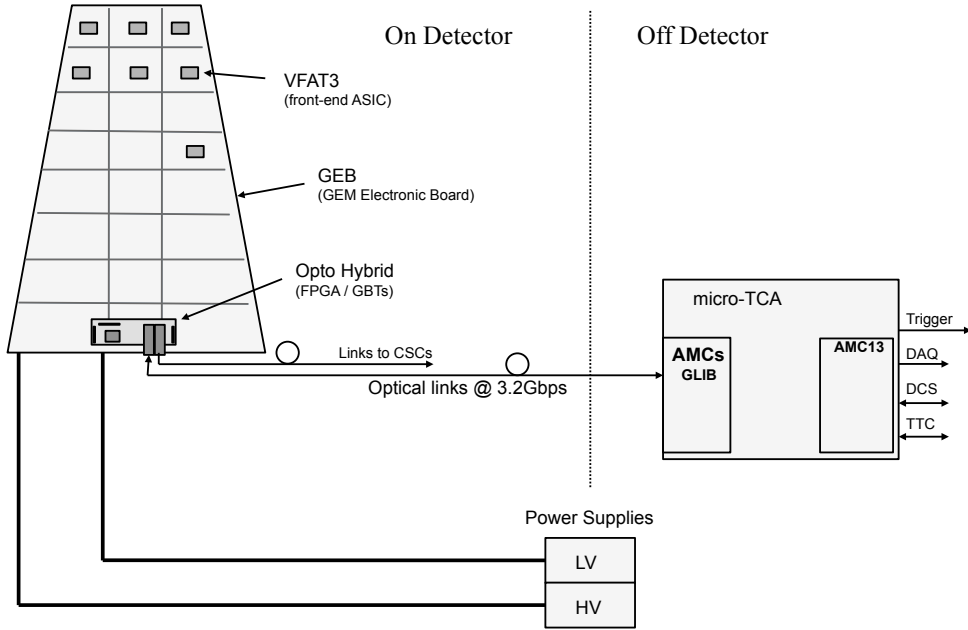 On Detector
Off Detector
VFAT3
(front-end ASIC)
GEB
(GEM Electronic Board)
Opto Hybrid
(FPGA / GBTs)
micro-TCA
Trigger
Links to CSCs
AMCs
GLIB
AMC13
DAQ
Optical links @ 3.2Gbps
DCS
TTC
Power Supplies
LV
HV